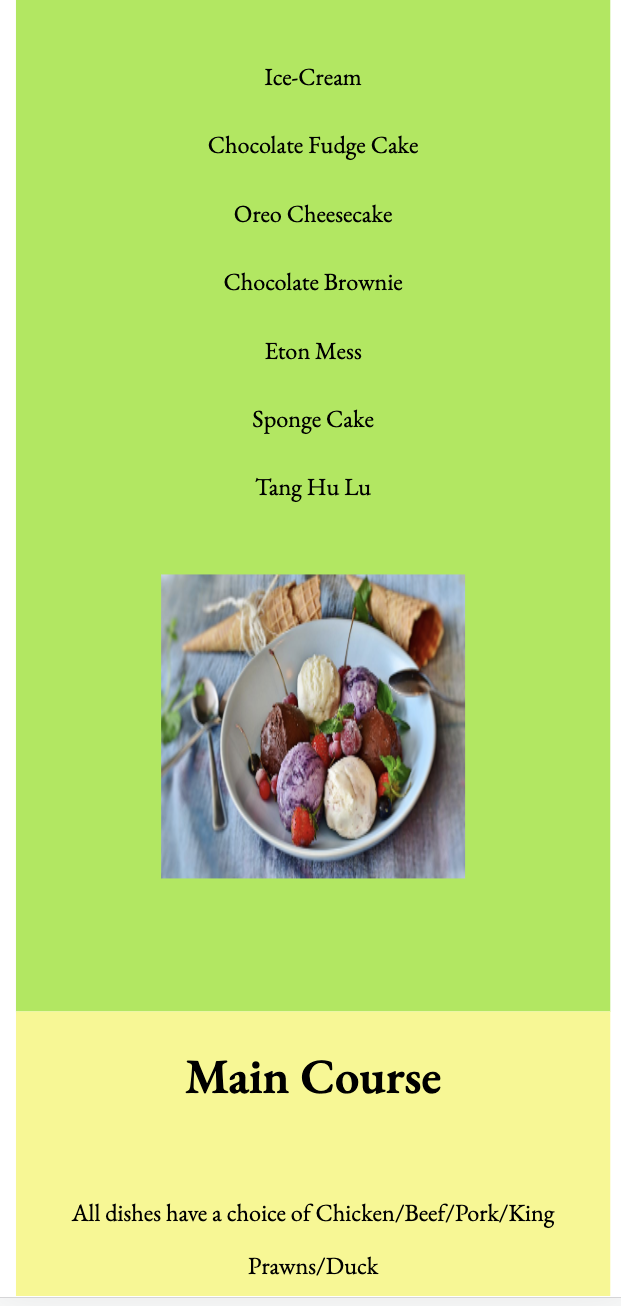 Ice-Cream
Chocolate Fudge Cake
Oreo Cheesecake
Chocolate Brownie
Eton Mess
Sponge Cake
Tang Hu Lu
Main Course
All dishes have a choice of Chicken/Beef/Pork/King
Prawns/Duck